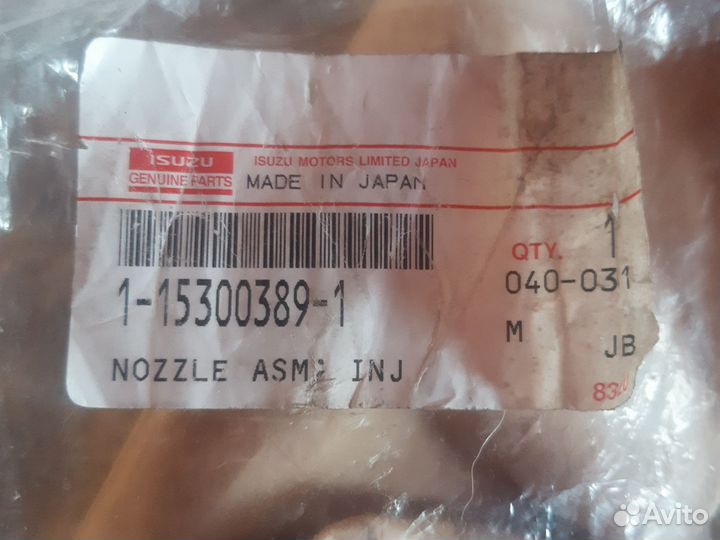 ISUZU
GENUINE PARTS
ISUZU MOTORS LIMITED JAPAN
MADE IN JAPAN
QTY. 1
1-15300389-1
040-031
M
JB
NOZZLE ASM; INJ
Avito